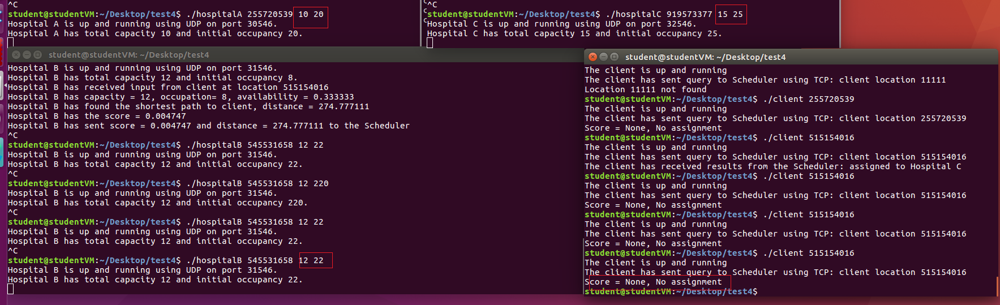 ^C
student@studentVM:~/Desktop/test4$ ./hospitalA 255720539 10 20
Hospital A is up and running using UDP on port 30546.
Hospital A has total capacity 10 and initial occupancy 20.
^C
student@studentVM:~/Desktop/test4$ ./hospitalC 919573377 15 25
Hospital C is up and running using UDP on port 32546.
Hospital C has total capacity 15 and initial occupancy 25.
student@studentVM: ~/Desktop/test4
Hospital B is up and running using UDP on port 31546.
Hospital B has total capacity 12 and initial occupancy 8.
Hospital B has received input from client at location 515154016
Hospital B has capacity = 12, occupation= 8, availability = 0.333333
Hospital B has found the shortest path to client, distance = 274.777111
Hospital B has the score = 0.004747
Hospital B has sent score = 0.004747 and distance = 274.777111 to the Scheduler
^C
student@studentVM:~/Desktop/test4$ ./hospitalB 545531658 12 22
Hospital B is up and running using UDP on port 31546.
Hospital B has total capacity 12 and initial occupancy 22.
^C
student@studentVM:~/Desktop/test4$ ./hospitalB 545531658 12 220
Hospital B is up and running using UDP on port 31546.
Hospital B has total capacity 12 and initial occupancy 220.
^C
student@studentVM:~/Desktop/test4$ ./hospitalB 545531658 12 22
Hospital B is up and running using UDP on port 31546.
Hospital B has total capacity 12 and initial occupancy 22.
^C
student@studentVM:~/Desktop/test4$ ./hospitalB 545531658 12 22
Hospital B is up and running using UDP on port 31546.
Hospital B has total capacity 12 and initial occupancy 22.
student@studentVM: ~/Desktop/test4
The client is up and running
The client has sent query to Scheduler using TCP: client location 11111
Location 11111 not found
student@studentVM:~/Desktop/test4$ ./client 255720539
The client is up and running
The client has sent query to Scheduler using TCP: client location 255720539
Score = None, No assignment
student@studentVM:~/Desktop/test4$ ./client 515154016
The client is up and running
The client has sent query to Scheduler using TCP: client location 515154016
The client has received results from the Scheduler: assigned to Hospital C
student@studentVM:~/Desktop/test4$ ./client 515154016
The client is up and running
The client has sent query to Scheduler using TCP: client location 515154016
Score = None, No assignment
student@studentVM:~/Desktop/test4$ ./client 515154016
The client is up and running
The client has sent query to Scheduler using TCP: client location 515154016
Score = None, No assignment
student@studentVM:~/Desktop/test4$ ./client 515154016
The client is up and running
The client has sent query to Scheduler using TCP: client location 515154016
Score = None, No assignment
student@studentVM:~/Desktop/test4$